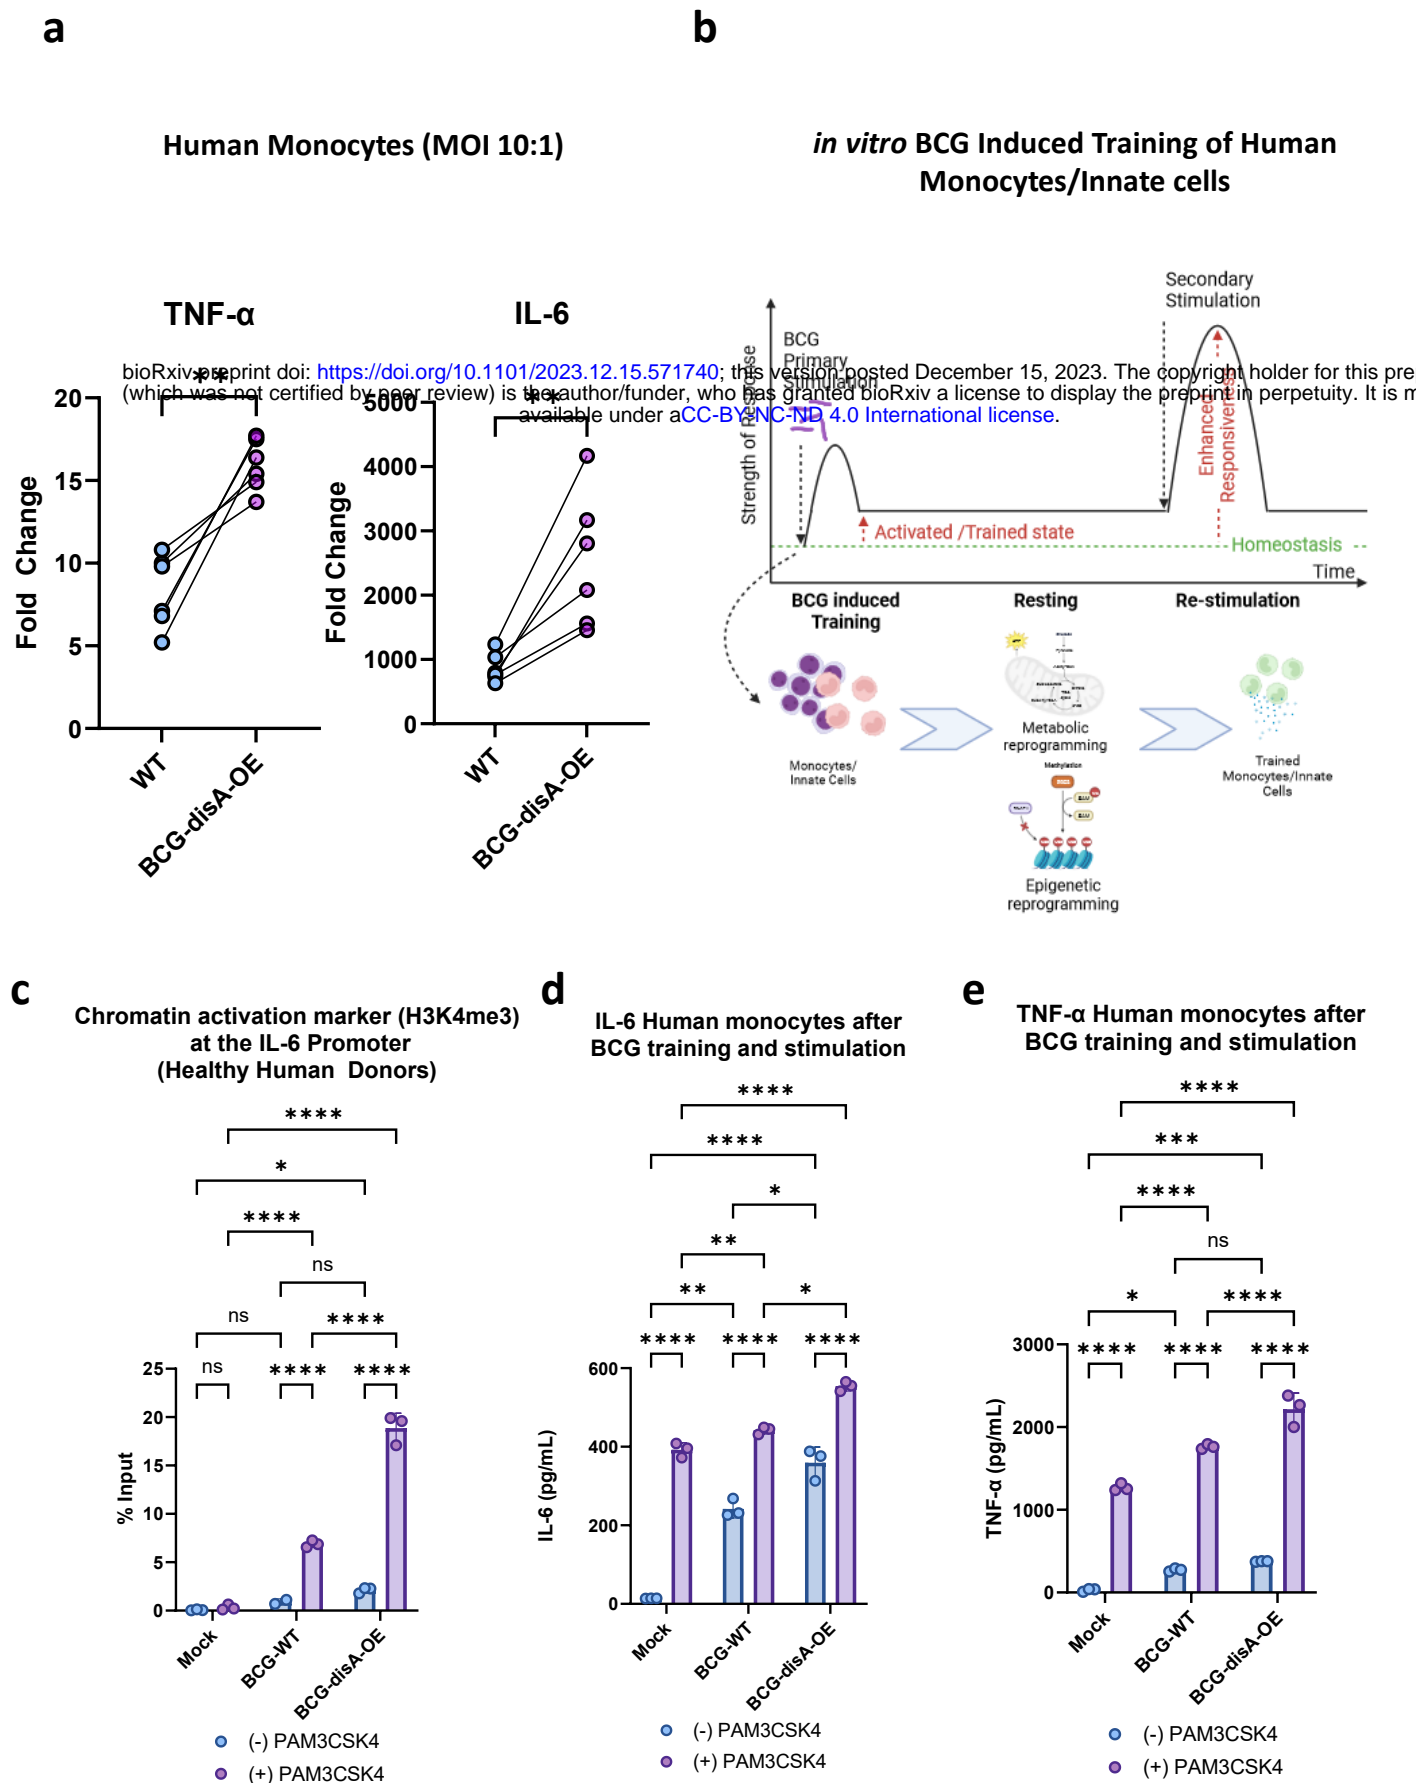 a
b
Human Monocytes (MOI 10:1)
in vitro BCG Induced Training of Human
Monocytes/Innate cells
TNF-α
IL-6
bioRxiv preprint doi: https://doi.org/10.1101/2023.12.15.571740; this version posted December 15, 2023. The copyright holder for this pre
(which was not certified by peer review) is the author/funder, who has granted bioRxiv a license to display the preprint in perpetuity. It is m
available under aCC-BY-NC-ND 4.0 International license.
**
20
15
10
5
0
Fold Change
WT
BCG-disA-OE
**
5000
4000
3000
2000
1000
0
Fold Change
WT
BCG-disA-OE
Strength of Response
BCG
Primary
Stimulation
Secondary
Stimulation
Enhanced
Responsiveness
Activated /Trained state
Homeostasis
Time
BCG induced
Training
Resting
Re-stimulation
Monocytes/
Innate Cells
Metabolic
reprogramming
Methylation
Epigenetic
reprogramming
Trained
Monocytes/Innate
Cells
c
Chromatin activation marker (H3K4me3)
at the IL-6 Promoter
(Healthy Human Donors)
****
*
****
ns
ns
****
ns
****
****
25
20
15
10
5
0
% Input
Mock
BCG-WT
BCG-disA-OE
(-) PAM3CSK4
(+) PAM3CSK4
d
IL-6 Human monocytes after
BCG training and stimulation
****
****
*
**
**
*
****
****
****
600
400
200
0
IL-6 (pg/mL)
Mock
BCG-WT
BCG-disA-OE
(-) PAM3CSK4
(+) PAM3CSK4
e
TNF-α Human monocytes after
BCG training and stimulation
****
***
****
ns
*
****
****
****
****
3000
2000
1000
0
TNF-α (pg/mL)
Mock
BCG-WT
BCG-disA-OE
(-) PAM3CSK4
(+) PAM3CSK4